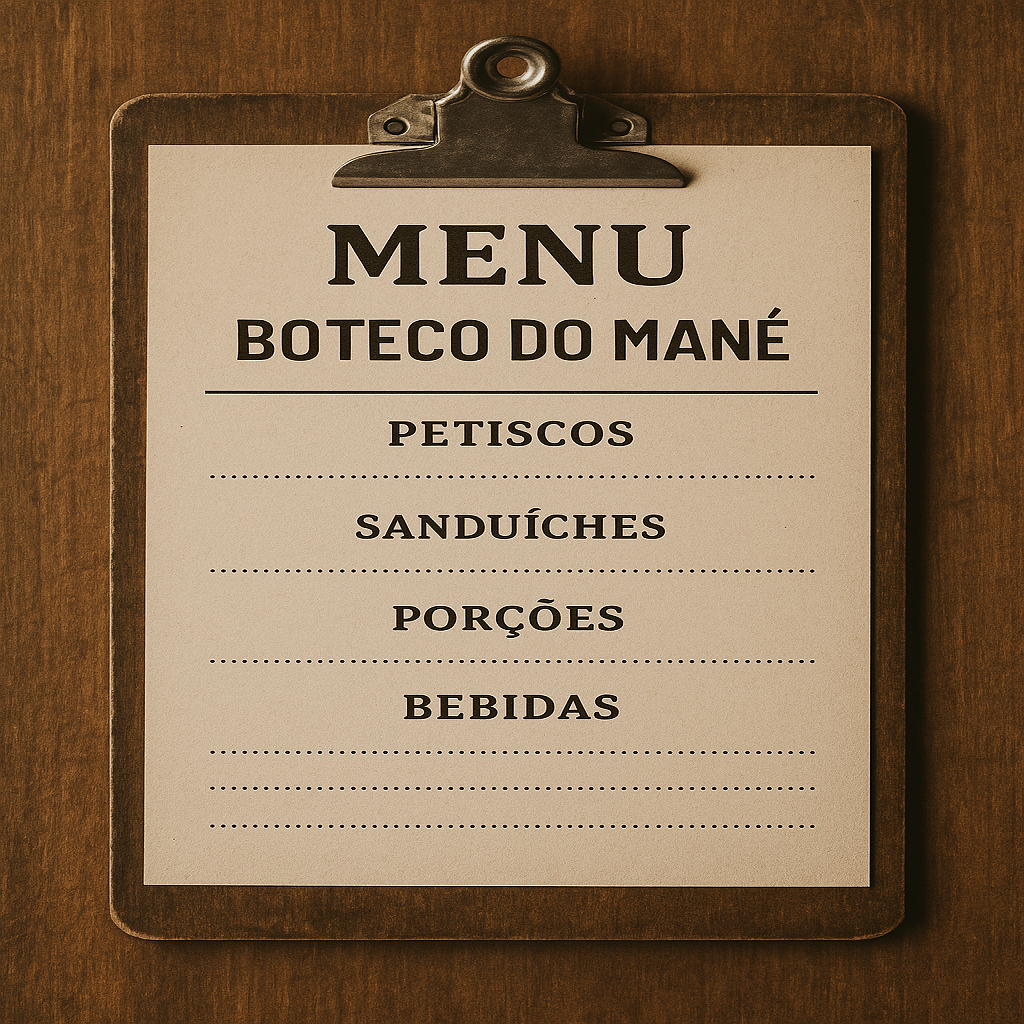 MENU
BOTECO DO MANÉ
PETISCOS
SANDUÍCHES
PORÇÕES
BEBIDAS